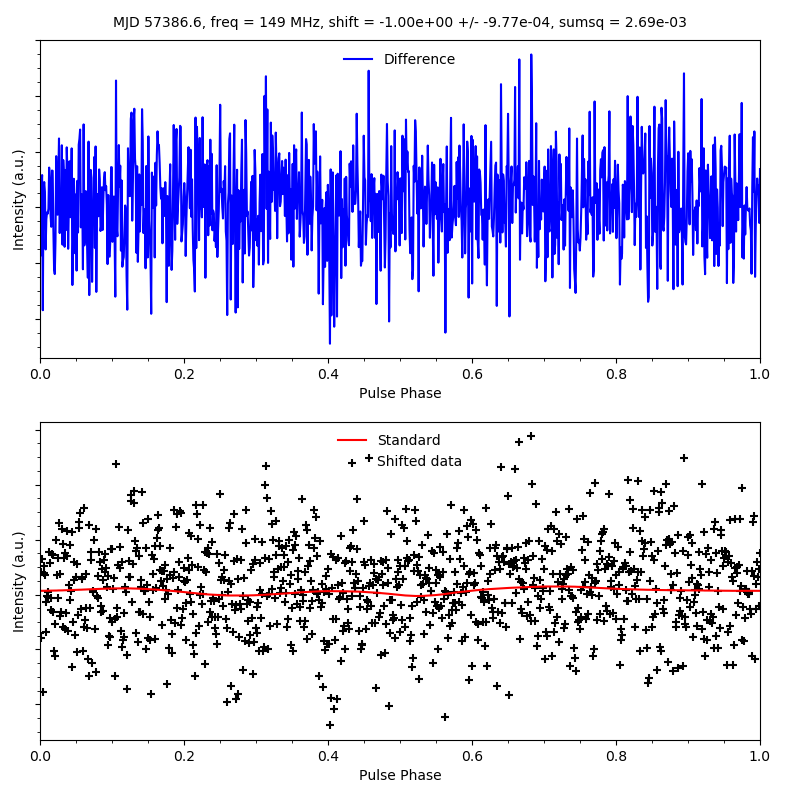 MJD 57386.6, freq = 149 MHz, shift = -1.00e+00 +/- -9.77e-04, sumsq = 2.69e-03
Difference
Intensity (a.u.)
0.0 0.2 0.4 0.6 0.8 1.0
Pulse Phase
Standard
Shifted data
Intensity (a.u.)
0.0 0.2 0.4 0.6 0.8 1.0
Pulse Phase